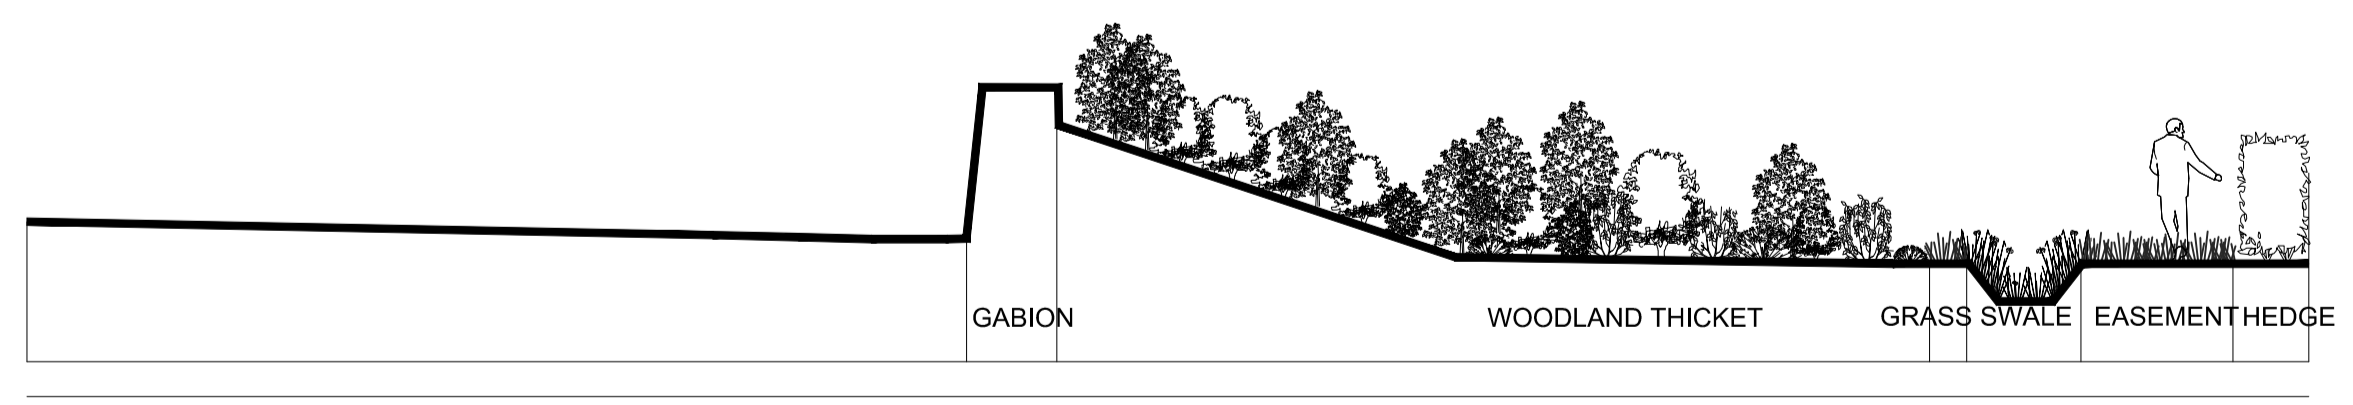 GABION
WOODLAND THICKET
GRASS
SWALE
EASEMENT
HEDGE